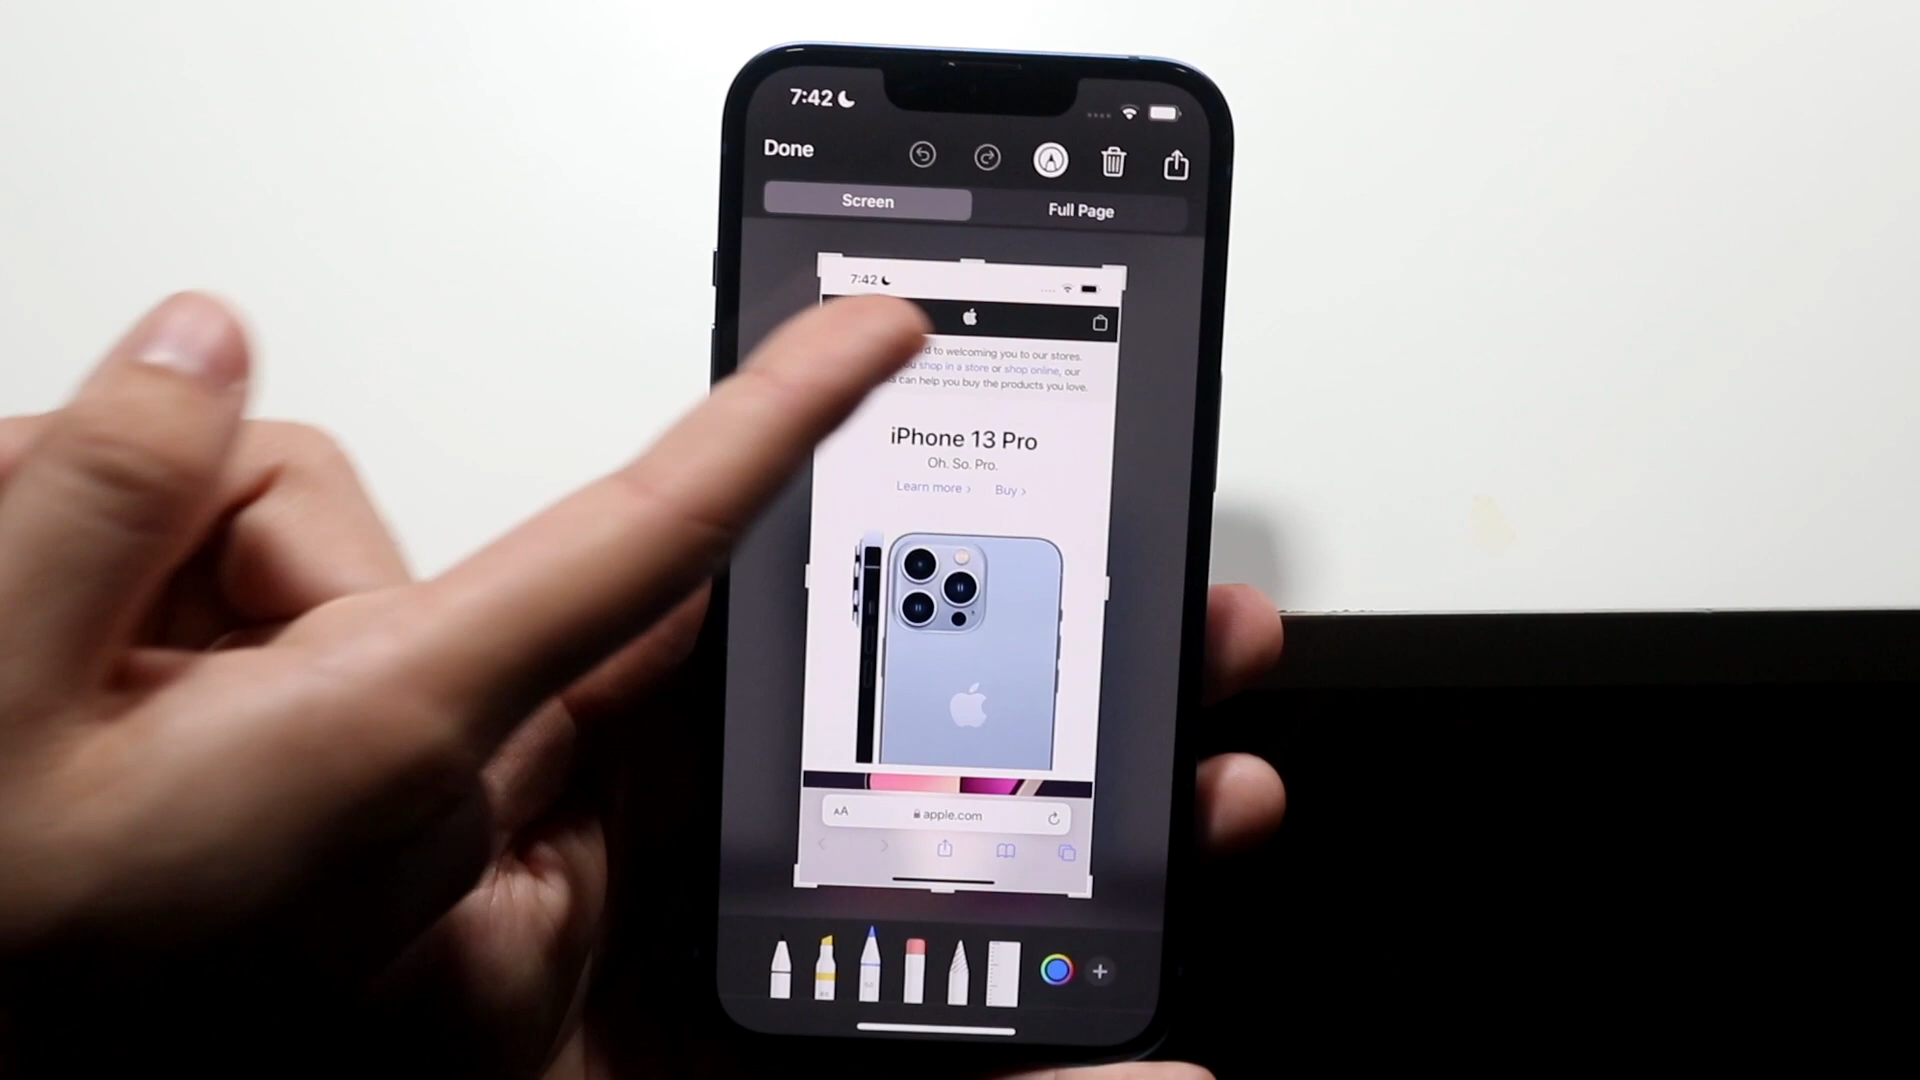 7:42
Done
Screen
Full Page
7:42
to welcoming you to our stores.
shop in a store or shop online, our
can help you buy the products you love.
iPhone 13 Pro
Oh. So. Pro.
Learn more > Buy >
AA apple.com